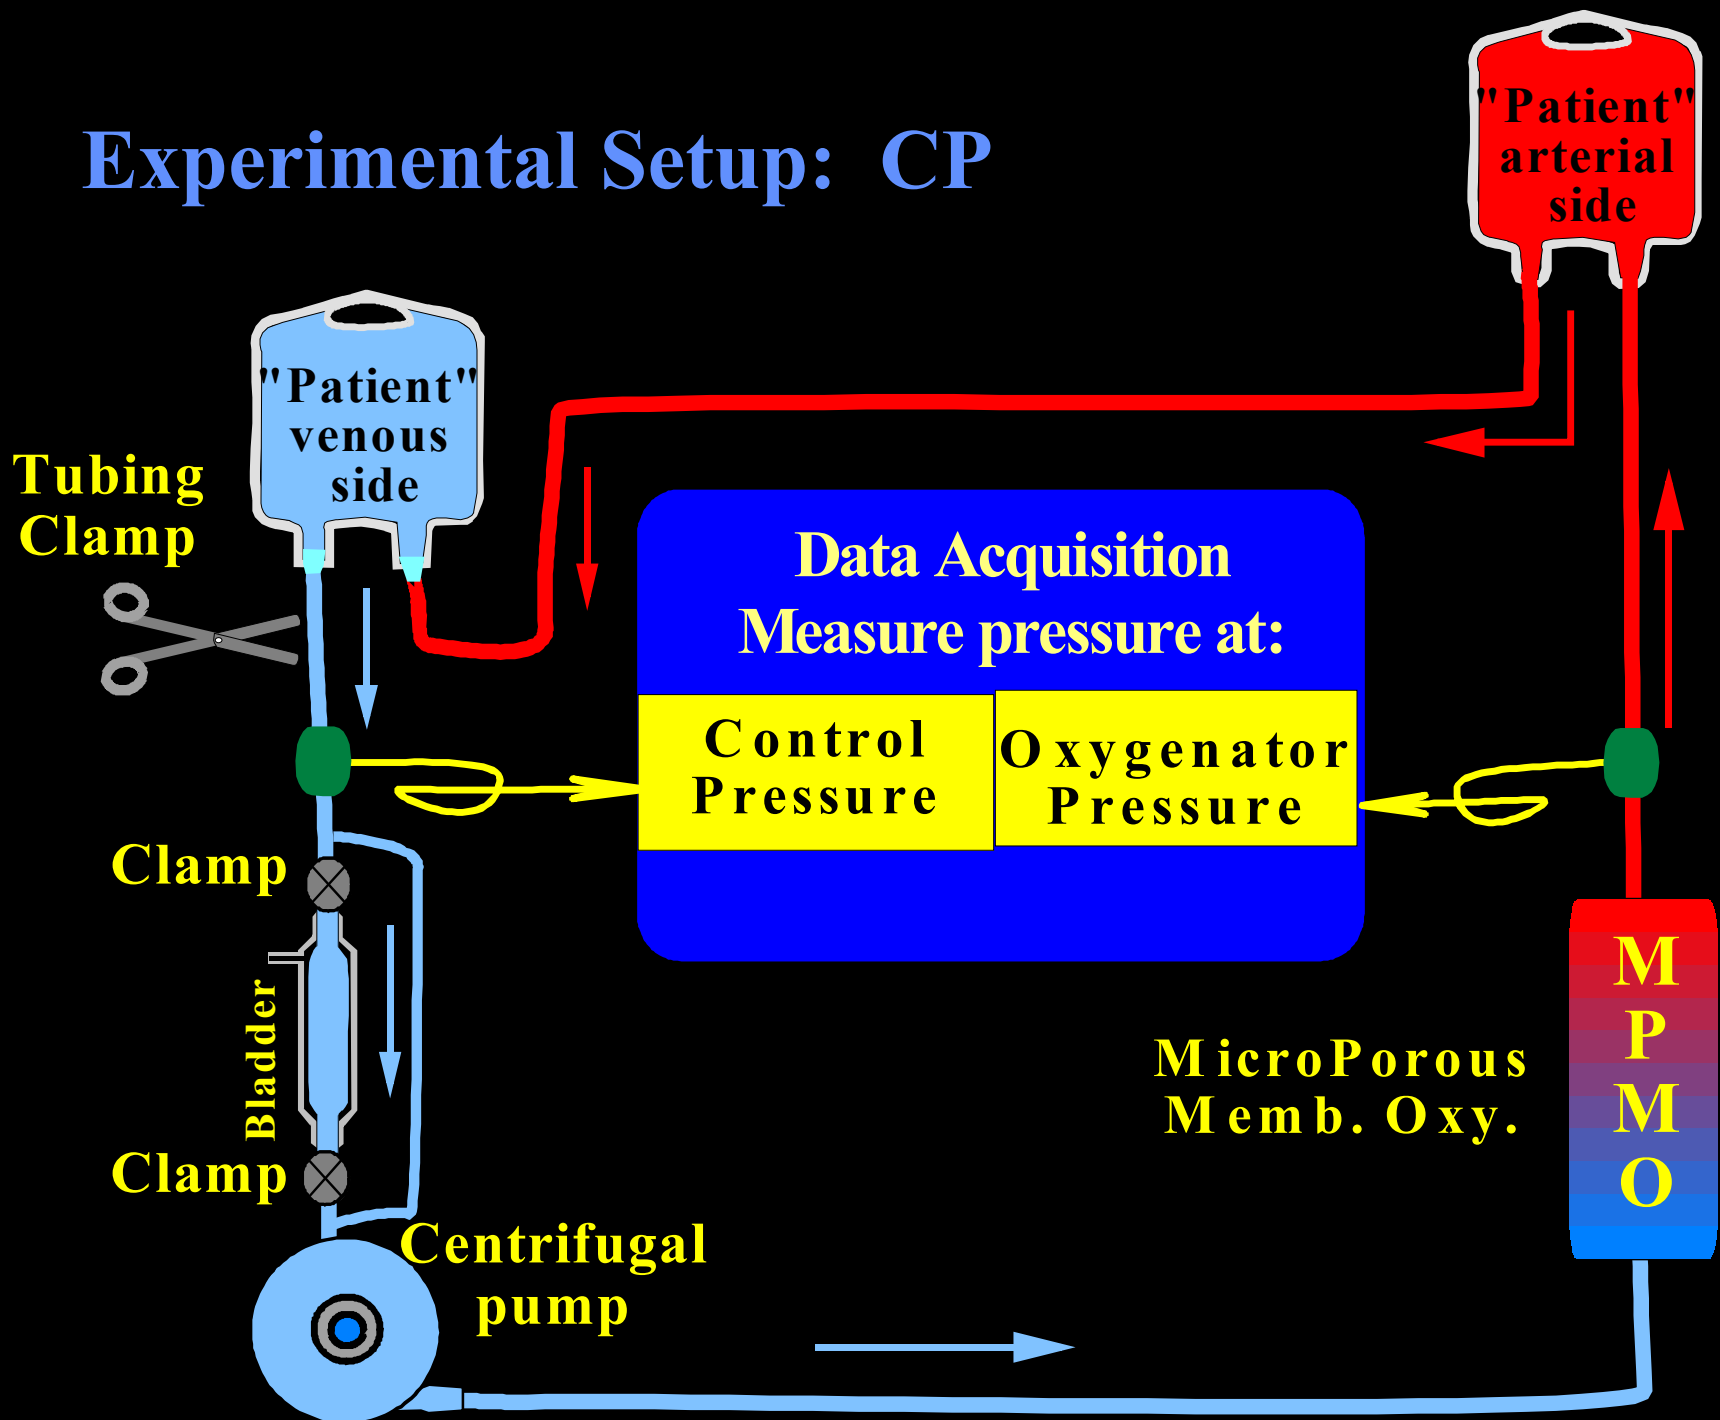 Experimental Setup: CP
"Patient"
arterial
side
"Patient"
venous
side
Tubing
Clamp
Data Acquisition
Measure pressure at:
Control
Pressure
Oxygenator
Pressure
Clamp
Bladder
Clamp
Centrifugal
pump
MicroPorous
Memb. Oxy.
M
P
M
O